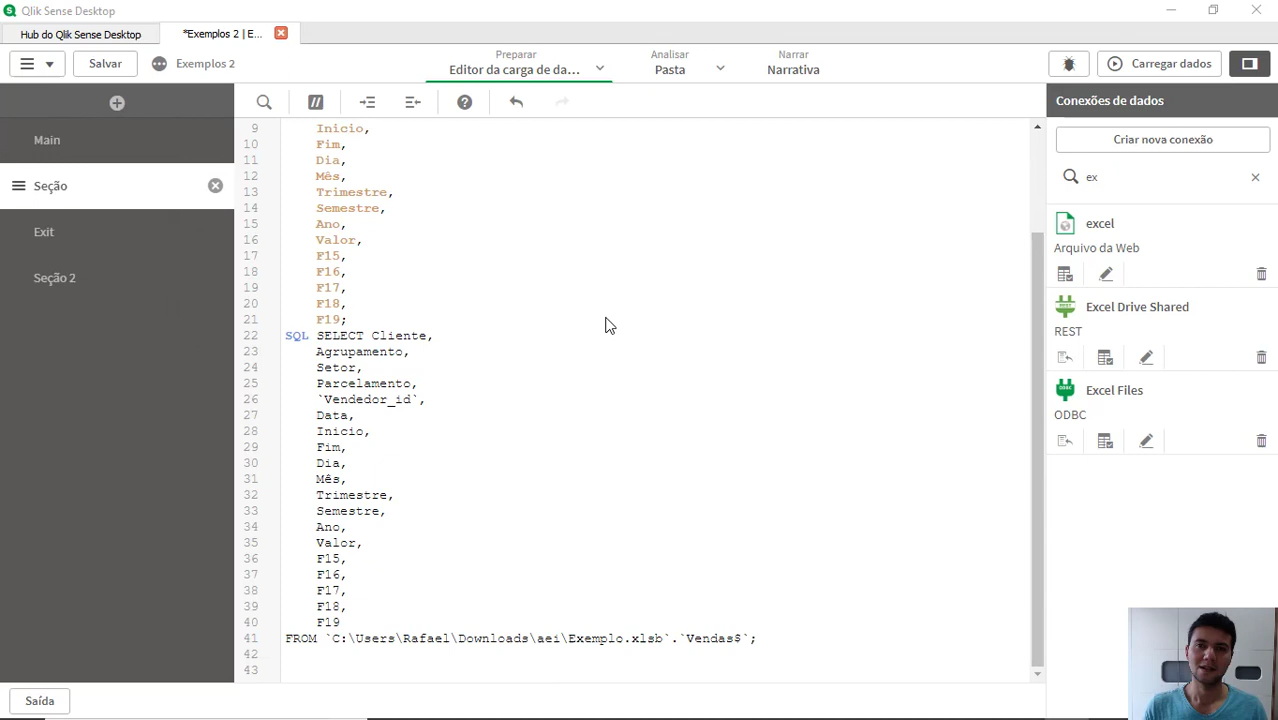 Qlik Sense Desktop
Hub do Qlik Sense Desktop
*Exemplos 2 | E...
Salvar
Exemplos 2
Preparar
Editor da carga de da...
Analisar
Pasta
Narrar
Narrativa
Carregar dados
Main
Seção
Exit
Seção 2
9 Inicio,
10 Fim,
11 Dia,
12 Mês,
13 Trimestre,
14 Semestre,
15 Ano,
16 Valor,
17 F15,
18 F16,
19 F17,
20 F18,
21 F19;
22 SQL SELECT Cliente,
23 Agrupamento,
24 Setor,
25 Parcelamento,
26 `Vendedor_id`,
27 Data,
28 Inicio,
29 Fim,
30 Dia,
31 Mês,
32 Trimestre,
33 Semestre,
34 Ano,
35 Valor,
36 F15,
37 F16,
38 F17,
39 F18,
40 F19
41 FROM `C:\Users\Rafael\Downloads\aei\Exemplo.xlsb`.`Vendas$`;
42
43
Conexões de dados
Criar nova conexão
ex
excel
Arquivo da Web
Excel Drive Shared
REST
Excel Files
ODBC
Saída